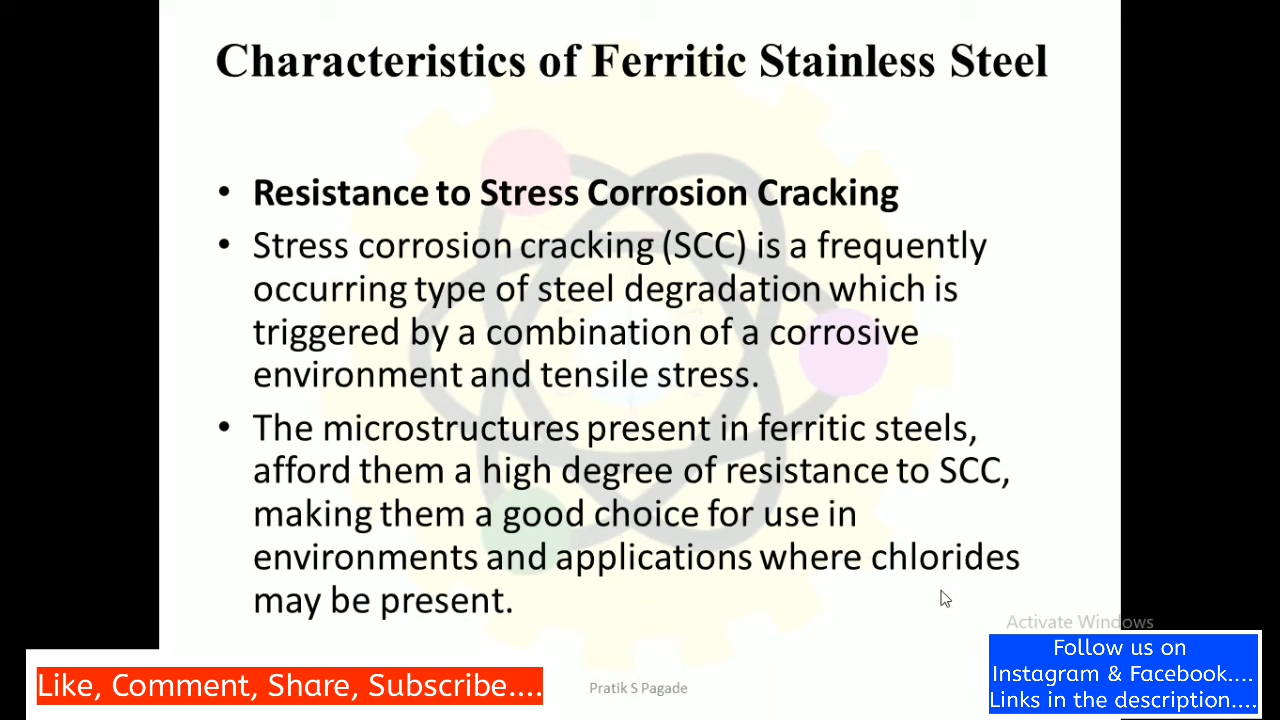 Characteristics of Ferritic Stainless Steel
• Resistance to Stress Corrosion Cracking
• Stress corrosion cracking (SCC) is a frequently
occurring type of steel degradation which is
triggered by a combination of a corrosive
environment and tensile stress.
• The microstructures present in ferritic steels,
afford them a high degree of resistance to SCC,
making them a good choice for use in
environments and applications where chlorides
may be present.
Activate Windows
Like, Comment, Share, Subscribe....
Pratik S Pagade
Follow us on
Instagram & Facebook....
Links in the description....